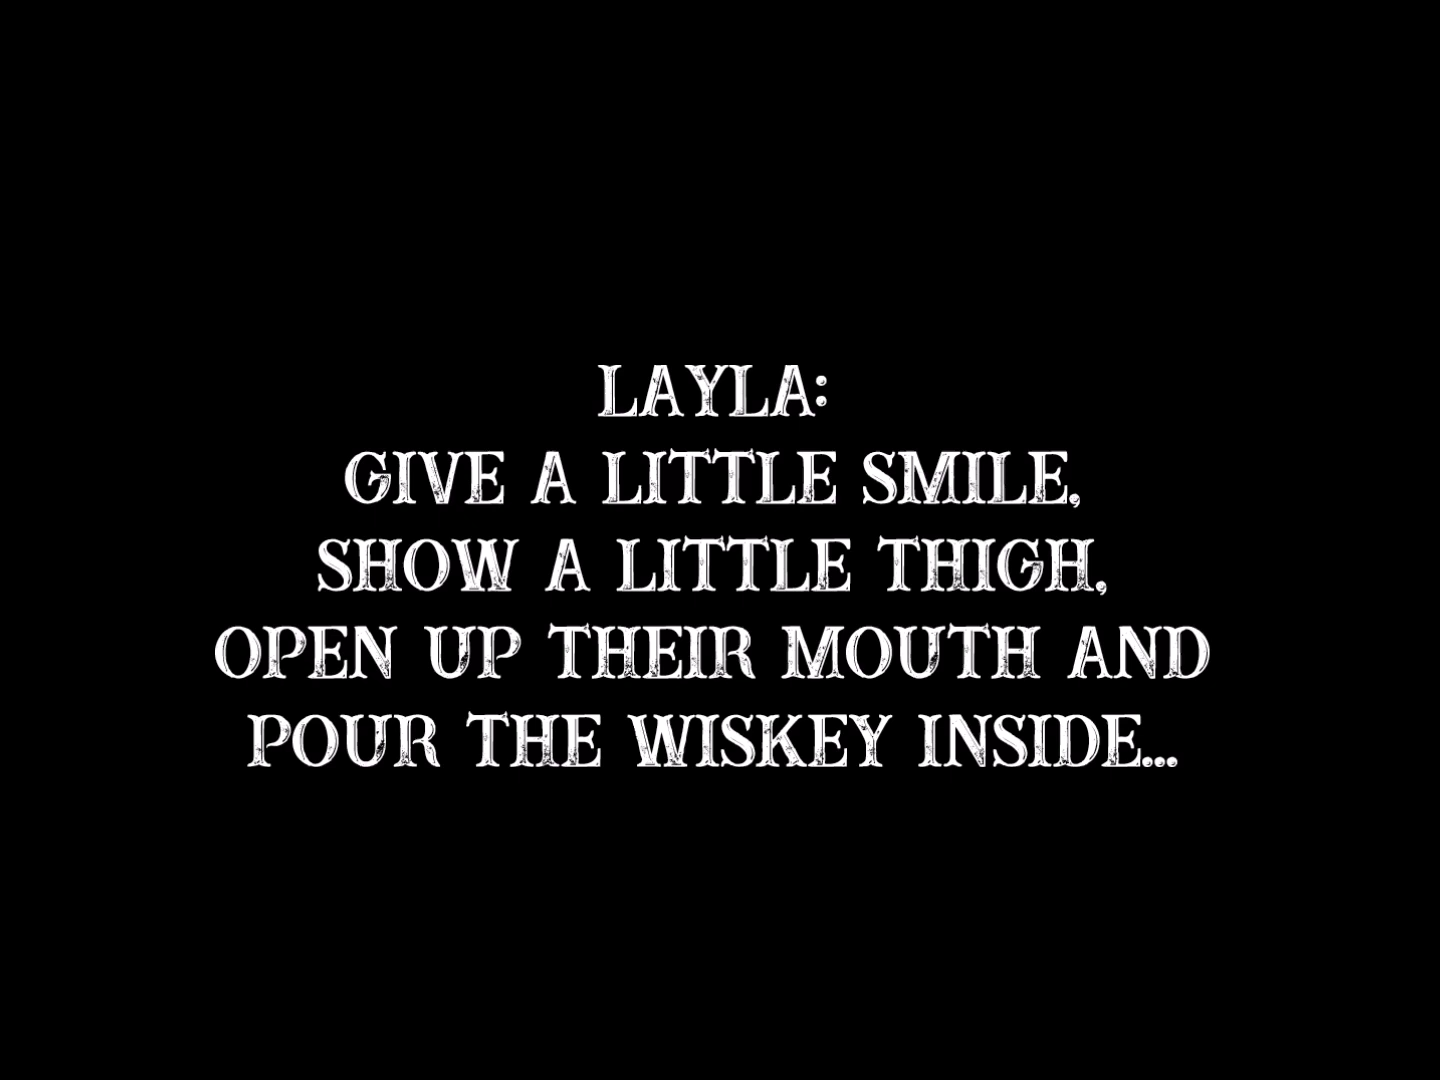 LAYLA:
GIVE A LITTLE SMILE,
SHOW A LITTLE THIGH,
OPEN UP THEIR MOUTH AND
POUR THE WISKEY INSIDE...